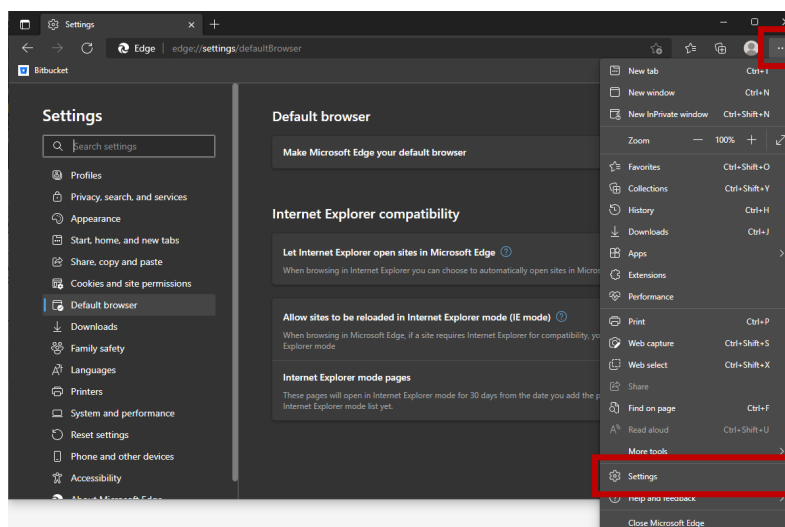 Settings
Edge
edge://settings/defaultBrowser
Bitbucket
Settings
Search settings
Profiles
Privacy, search, and services
Appearance
Start, home, and new tabs
Share, copy and paste
Cookies and site permissions
Default browser
Downloads
Family safety
Languages
Printers
System and performance
Reset settings
Phone and other devices
Accessibility
About Microsoft Edge
Default browser
Make Microsoft Edge your default browser
Internet Explorer compatibility
Let Internet Explorer open sites in Microsoft Edge
When browsing in Internet Explorer you can choose to automatically open sites in Micros
Allow sites to be reloaded in Internet Explorer mode (IE mode)
When browsing in Microsoft Edge, if a site requires Internet Explorer for compatibility, yo
Explorer mode
Internet Explorer mode pages
These pages will open in Internet Explorer mode for 30 days from the date you add the p
Internet Explorer mode list yet.
New tab Ctrl+T
New window Ctrl+N
New InPrivate window Ctrl+Shift+N
Zoom — 100% +
Favorites Ctrl+Shift+O
Collections Ctrl+Shift+Y
History Ctrl+H
Downloads Ctrl+J
Apps
Extensions
Performance
Print Ctrl+P
Web capture Ctrl+Shift+S
Web select Ctrl+Shift+X
Share
Find on page Ctrl+F
Read aloud Ctrl+Shift+U
More tools
Settings
Help and feedback
Close Microsoft Edge